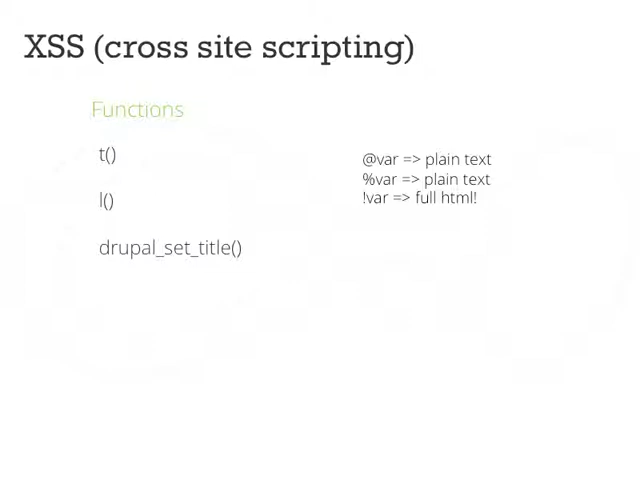 XSS (cross site scripting)
Functions
t()
@var => plain text
%var => plain text
!var => full html!
l()
drupal_set_title()